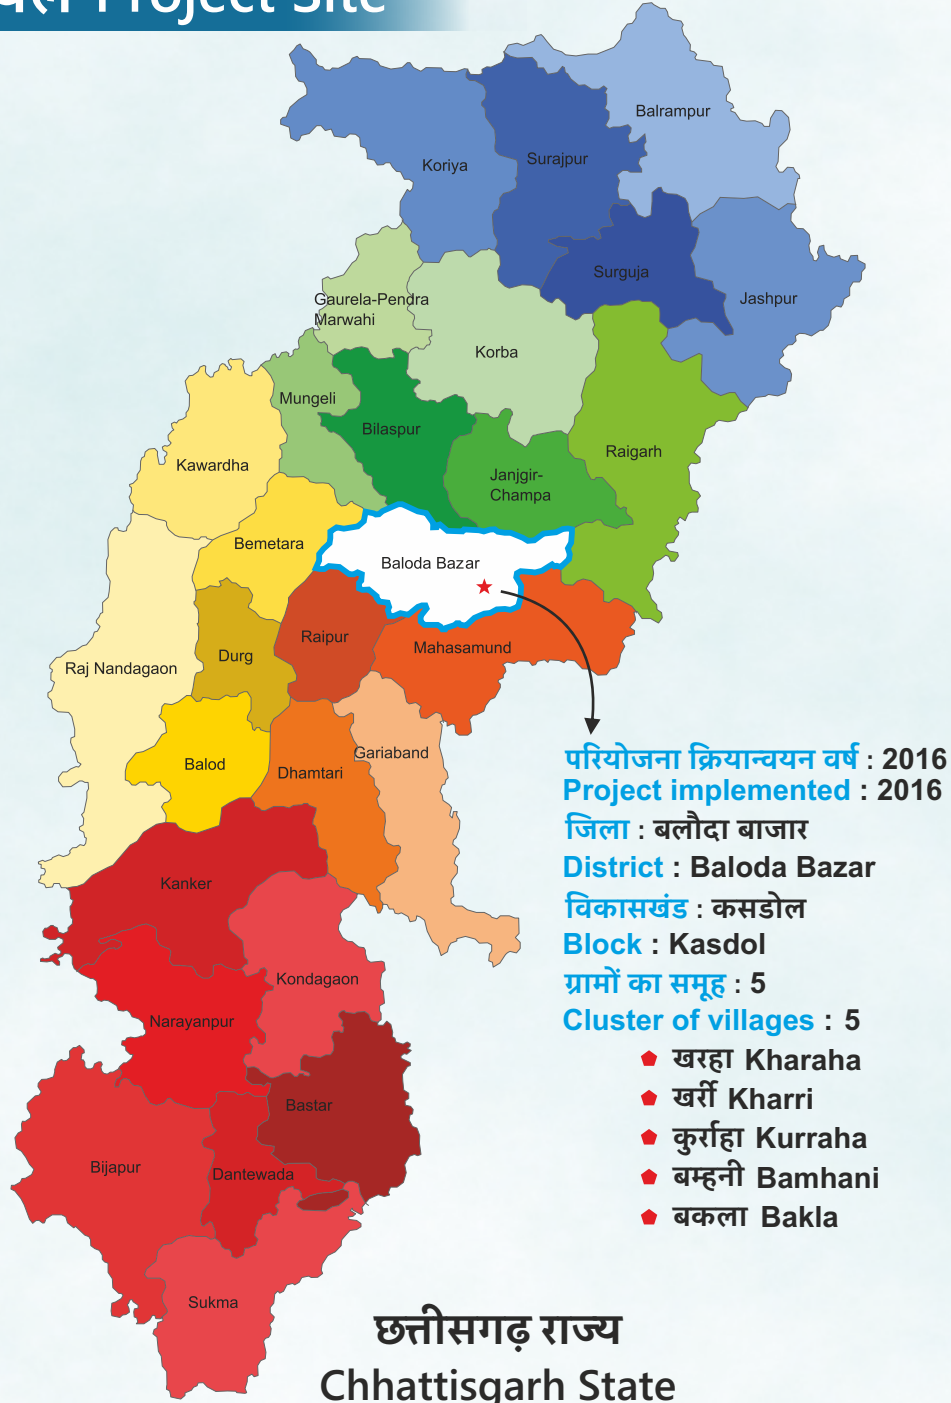 Project Site
Balrampur
Surajpur
Koriya
Surguja
Jashpur
Gaurela-Pendra
Marwahi
Korba
Mungeli
Bilaspur
Raigarh
Kawardha
Janjgir-
Champa
Bemetara
Baloda Bazar
Raipur
Mahasamund
Durg
Raj Nandagaon
Gariaband
Balod
Dhamtari
परियोजना क्रियान्वयन वर्ष : 2016
Project implemented : 2016
जिला : बलौदा बाजार
District : Baloda Bazar
विकासखंड : कसडोल
Block : Kasdol
ग्रामों का समूह : 5
Cluster of villages : 5
खरहा Kharaha
खर्री Kharri
कुर्राहा Kurraha
बम्हनी Bamhani
बकला Bakla
Kanker
Kondagaon
Narayanpur
Bastar
Bijapur
Dantewada
Sukma
छत्तीसगढ़ राज्य
Chhattisgarh State